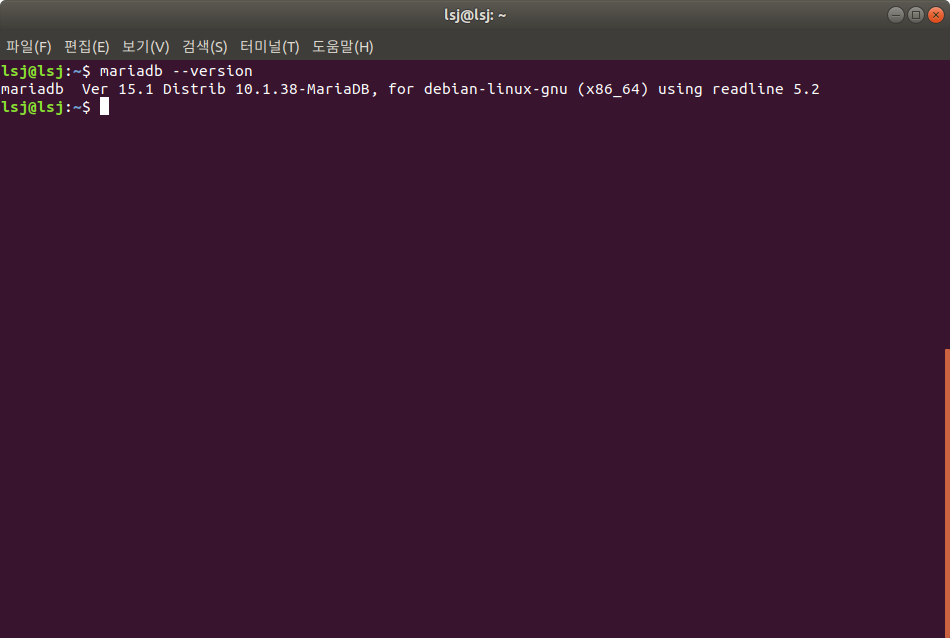 lsj@lsj: ~
파일(F) 편집(E) 보기(V) 검색(S) 터미널(T) 도움말(H)
lsj@lsj:~$ mariadb --version
mariadb  Ver 15.1 Distrib 10.1.38-MariaDB, for debian-linux-gnu (x86_64) using readline 5.2
lsj@lsj:~$